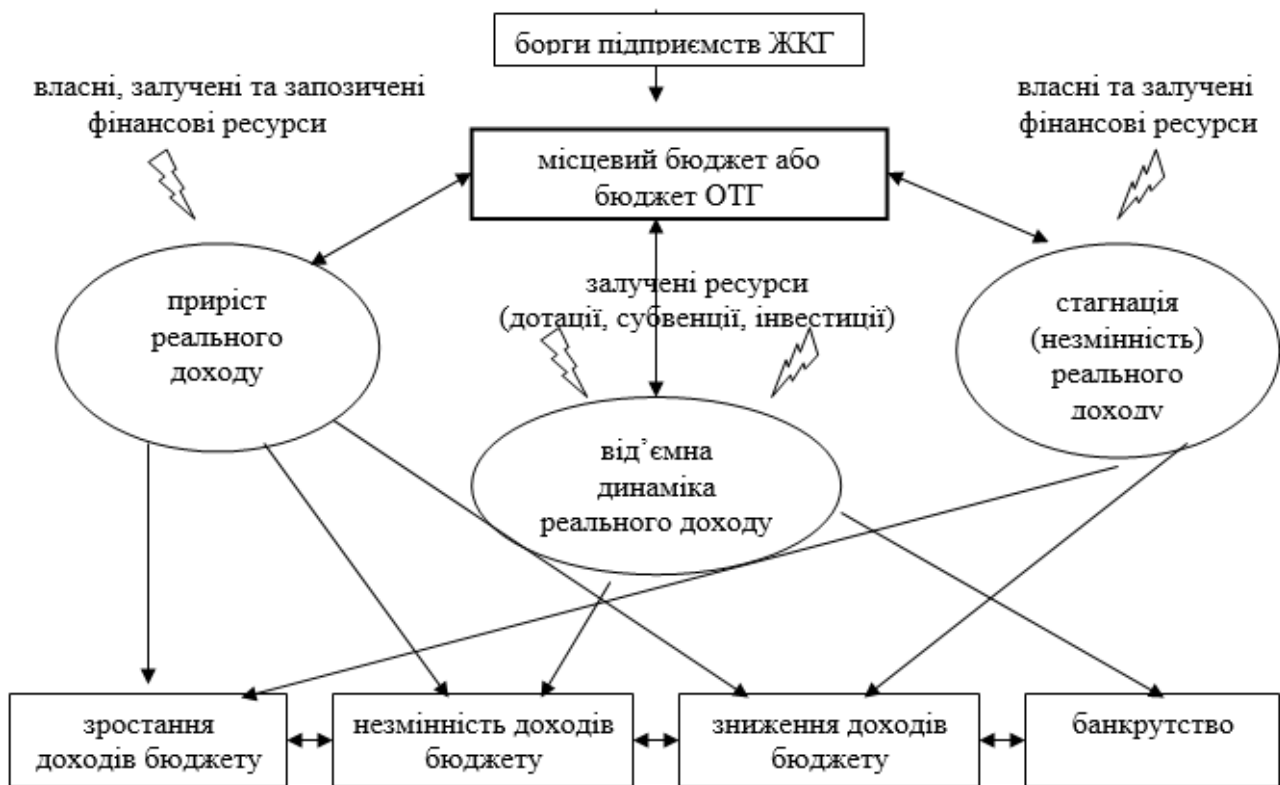 борги підприємств ЖКГ
власні, залучені та запозичені
фінансові ресурси
власні та залучені
фінансові ресурси
місцевий бюджет або
бюджет ОТГ
залучені ресурси
(дотації, субвенції, інвестиції)
приріст
реального
доходу
стагнація
(незмінність)
реального
доходу
від’ємна
динаміка
реального доходу
зростання
доходів бюджету
незмінність доходів
бюджету
зниження доходів
бюджету
банкрутство